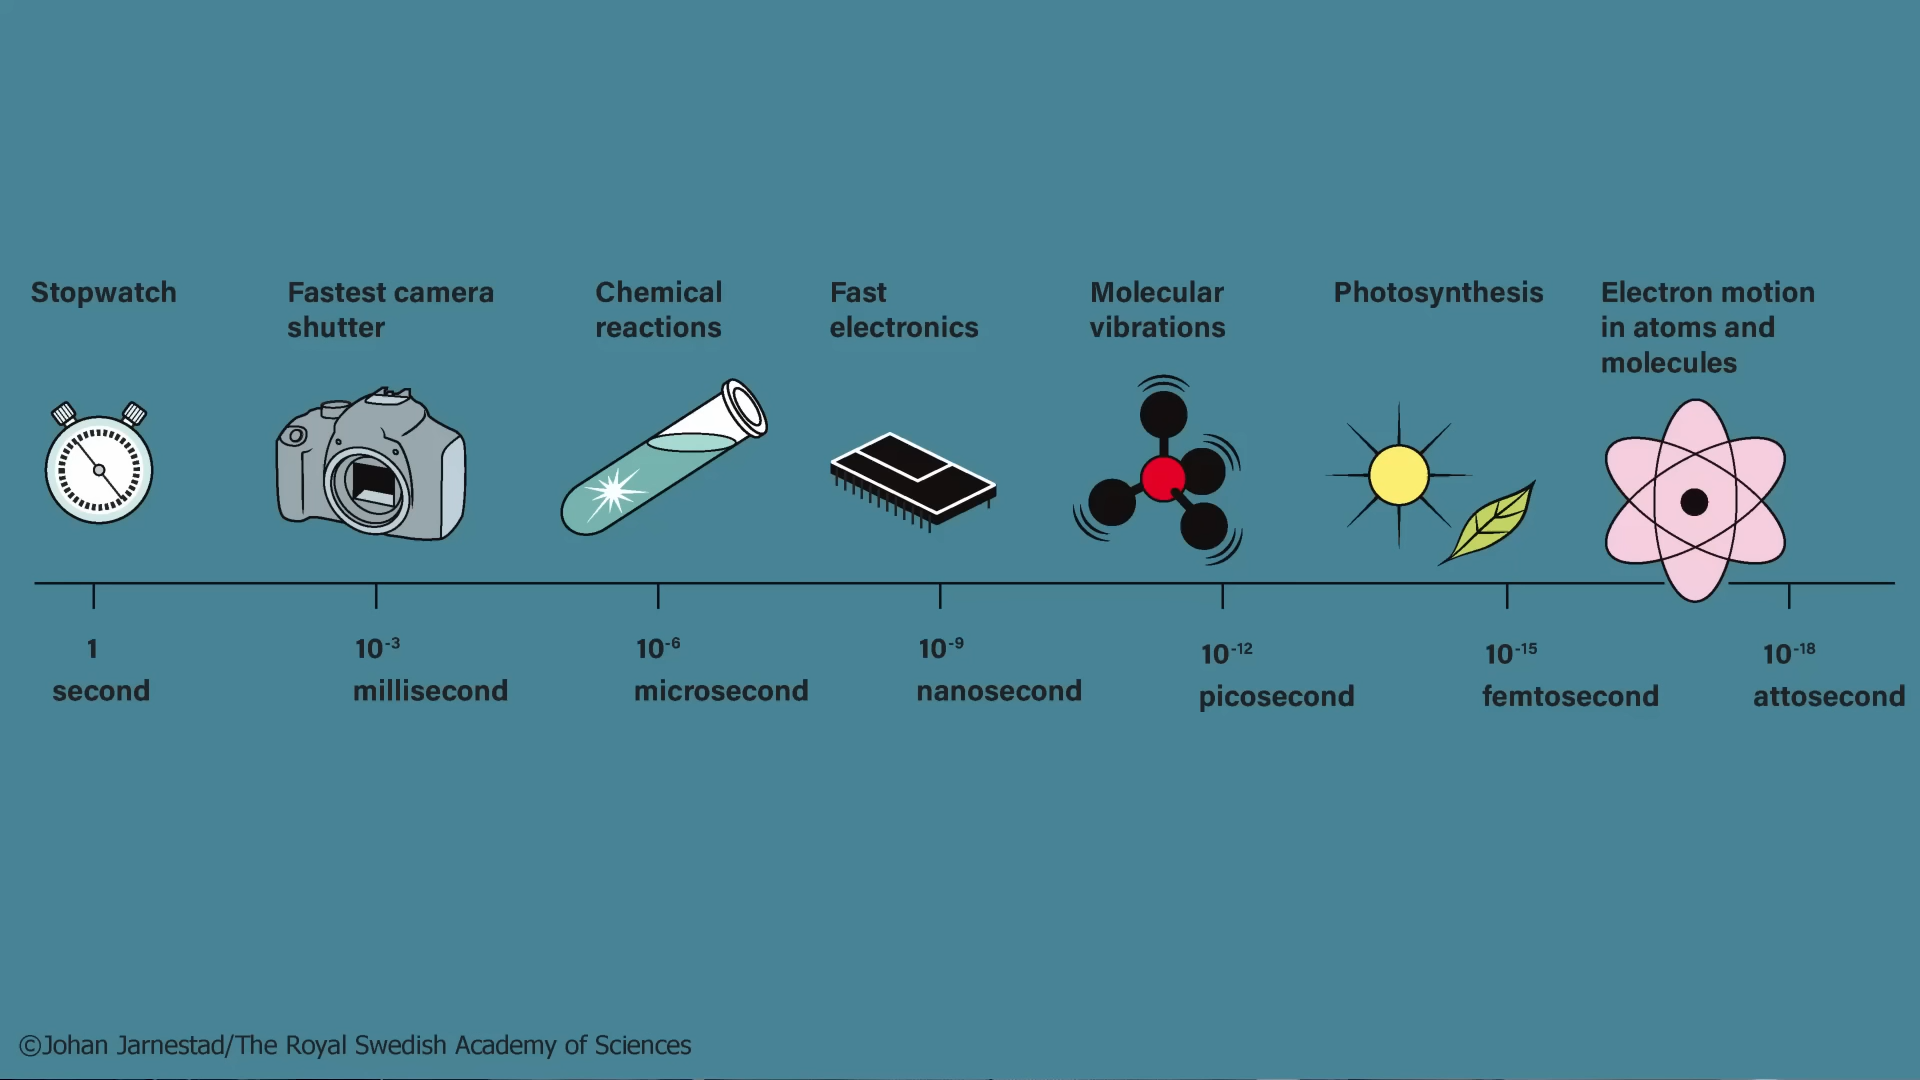 Stopwatch
Fastest camera
shutter
Chemical
reactions
Fast
electronics
Molecular
vibrations
Photosynthesis
Electron motion
in atoms and
molecules
1
second
10⁻³
millisecond
10⁻⁶
microsecond
10⁻⁹
nanosecond
10⁻¹²
picosecond
10⁻¹⁵
femtosecond
10⁻¹⁸
attosecond
©Johan Jarnestad/The Royal Swedish Academy of Sciences